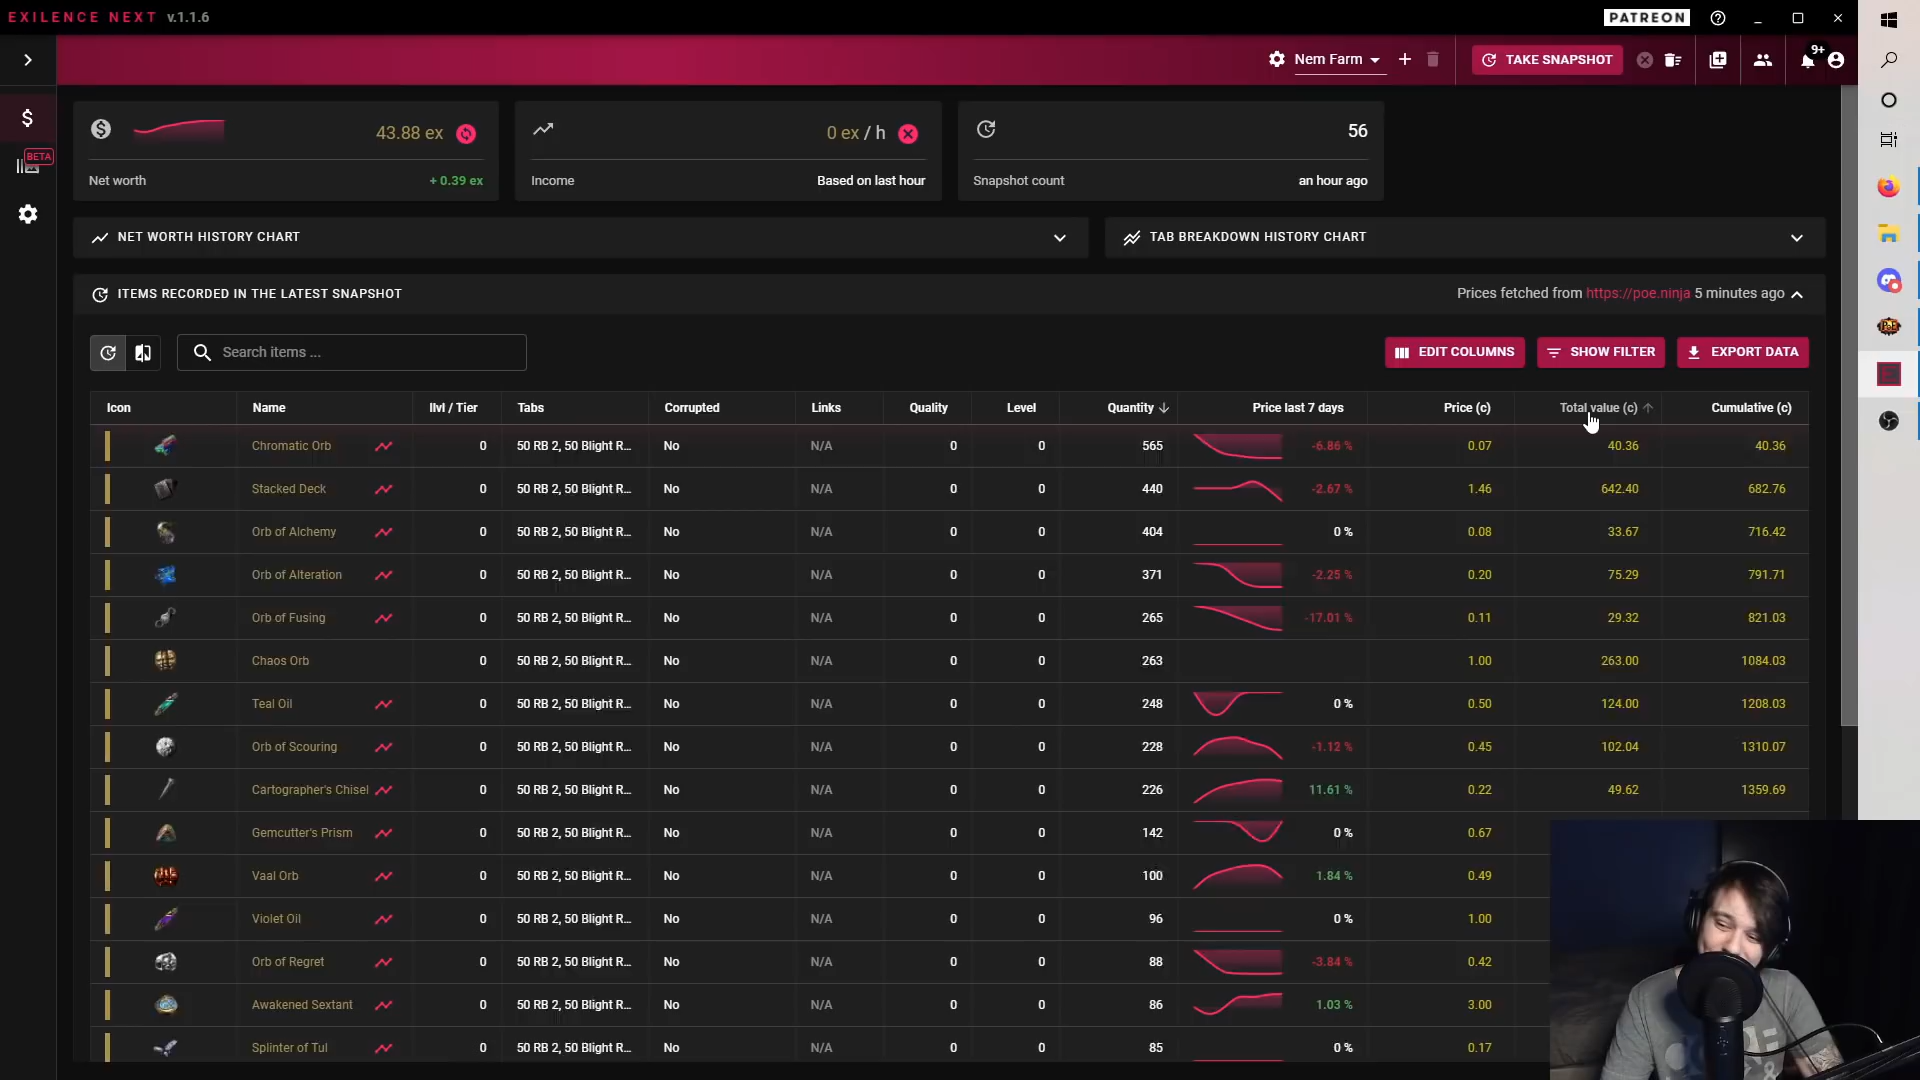 EXILENCE NEXT v.1.1.6
PATREON
Nem Farm
TAKE SNAPSHOT
9+
BETA
43.88 ex
Net worth + 0.39 ex
0 ex / h
Income Based on last hour
56
Snapshot count an hour ago
NET WORTH HISTORY CHART
TAB BREAKDOWN HISTORY CHART
ITEMS RECORDED IN THE LATEST SNAPSHOT
Prices fetched from https://poe.ninja 5 minutes ago
Search items ...
EDIT COLUMNS
SHOW FILTER
EXPORT DATA
Icon Name Ilvl / Tier Tabs Corrupted Links Quality Level Quantity Price last 7 days Price (c) Total value (c) Cumulative (c)
Chromatic Orb 0 50 RB 2, 50 Blight R... No N/A 0 0 565 -6.86 % 0.07 40.36 40.36
Stacked Deck 0 50 RB 2, 50 Blight R... No N/A 0 0 440 -2.67 % 1.46 642.40 682.76
Orb of Alchemy 0 50 RB 2, 50 Blight R... No N/A 0 0 404 0 % 0.08 33.67 716.42
Orb of Alteration 0 50 RB 2, 50 Blight R... No N/A 0 0 371 -2.25 % 0.20 75.29 791.71
Orb of Fusing 0 50 RB 2, 50 Blight R... No N/A 0 0 265 -17.01 % 0.11 29.32 821.03
Chaos Orb 0 50 RB 2, 50 Blight R... No N/A 0 0 263 1.00 263.00 1084.03
Teal Oil 0 50 RB 2, 50 Blight R... No N/A 0 0 248 0 % 0.50 124.00 1208.03
Orb of Scouring 0 50 RB 2, 50 Blight R... No N/A 0 0 228 -1.12 % 0.45 102.04 1310.07
Cartographer's Chisel 0 50 RB 2, 50 Blight R... No N/A 0 0 226 11.61 % 0.22 49.62 1359.69
Gemcutter's Prism 0 50 RB 2, 50 Blight R... No N/A 0 0 142 0 % 0.67
Vaal Orb 0 50 RB 2, 50 Blight R... No N/A 0 0 100 1.84 % 0.49
Violet Oil 0 50 RB 2, 50 Blight R... No N/A 0 0 96 0 % 1.00
Orb of Regret 0 50 RB 2, 50 Blight R... No N/A 0 0 88 -3.84 % 0.42
Awakened Sextant 0 50 RB 2, 50 Blight R... No N/A 0 0 86 1.03 % 3.00
Splinter of Tul 0 50 RB 2, 50 Blight R... No N/A 0 0 85 0 % 0.17